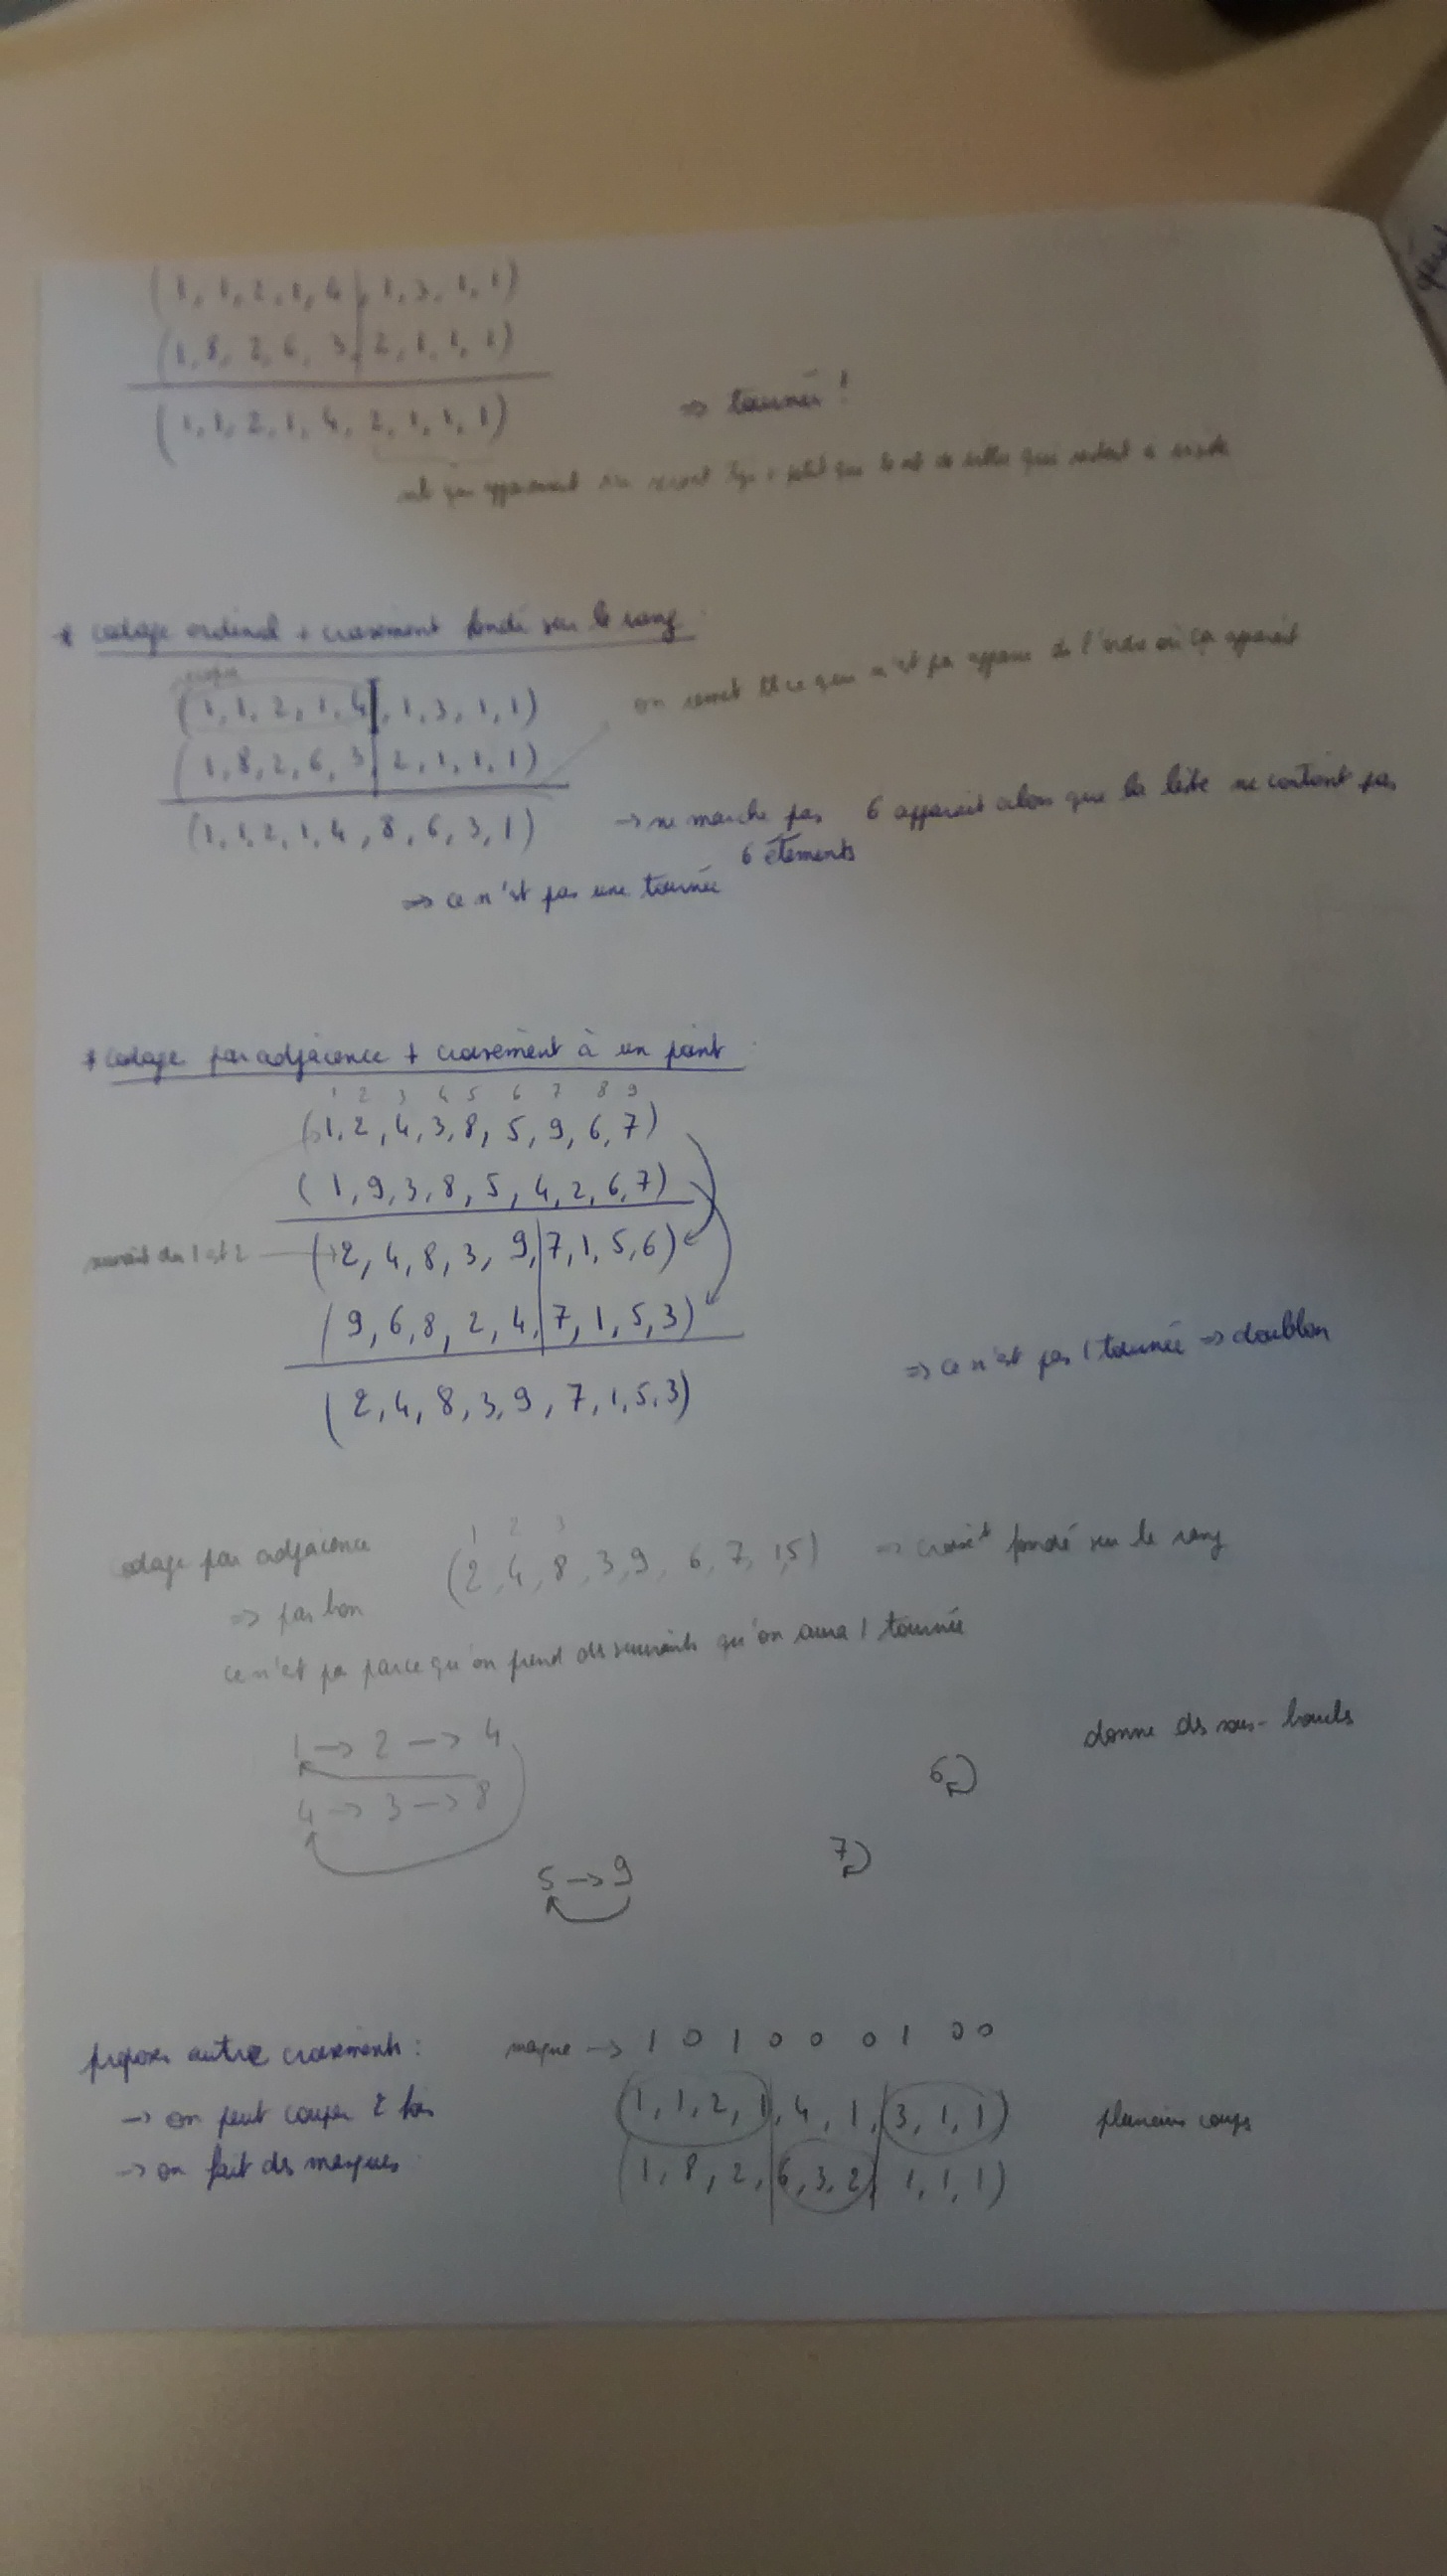 (1, 1, 2, 1, 4, 1, 3, 1, 1)
(1, 8, 2, 6, 3, 2, 1, 1, 1)
(1, 1, 2, 1, 4, 2, 1, 1, 1)
=> tournée !
que le nb de villes qui restent à
* codage ordinal + croisement fondé sur le rang
(1, 1, 2, 1, 4, 1, 3, 1, 1)
on remet ce qui n'est pas apparu ds l'ordre où ça apparait
(1, 8, 2, 6, 3, 2, 1, 1, 1)
(1, 1, 2, 1, 4, 8, 6, 3, 1)
-> ne marche pas 6 apparait alors que la liste ne contient pas
6 éléments
=> ce n'est pas une tournée
* codage par adjacence + croisement à un point
1 2 3 4 5 6 7 8 9
(1, 2, 4, 3, 8, 5, 9, 6, 7)
(1, 9, 3, 8, 5, 4, 2, 6, 7)
suivant de 1 est 2
(2, 4, 8, 3, 9, 7, 1, 5, 6)
(9, 6, 8, 2, 4, 7, 1, 5, 3)
=> ce n'est pas 1 tournée => doublon
(2, 4, 8, 3, 9, 7, 1, 5, 3)
1 2 3
codage par adjacence (2, 4, 8, 3, 9, 6, 7, 1, 5) => croisᵗ fondé sur le rang
=> pas bon
ce n'est pas parce qu'on prend des suivants qu'on aura 1 tournée
1 -> 2 -> 4
donne des sous-boucles
6
4 -> 3 -> 8
7
5 -> 9
proposer autre croisements :
masque -> 1 0 1 0 0 0 1 0 0
-> on peut couper 2 fois
(1, 1, 2, 1, 4, 1, 3, 1, 1)
plusieurs coups
-> on fait des masques
(1, 8, 2, 6, 3, 2, 1, 1, 1)